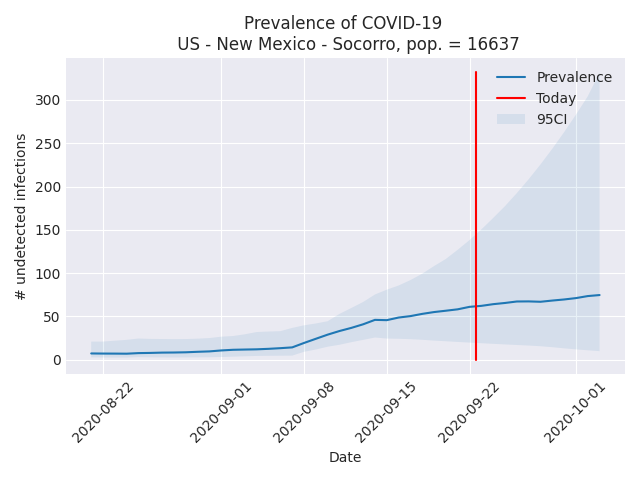 Prevalence of COVID-19
US - New Mexico - Socorro, pop. = 16637
Prevalence
Today
95CI
# undetected infections
300
250
200
150
100
50
0
2020-08-22
2020-09-01
2020-09-08
2020-09-15
2020-09-22
2020-10-01
Date